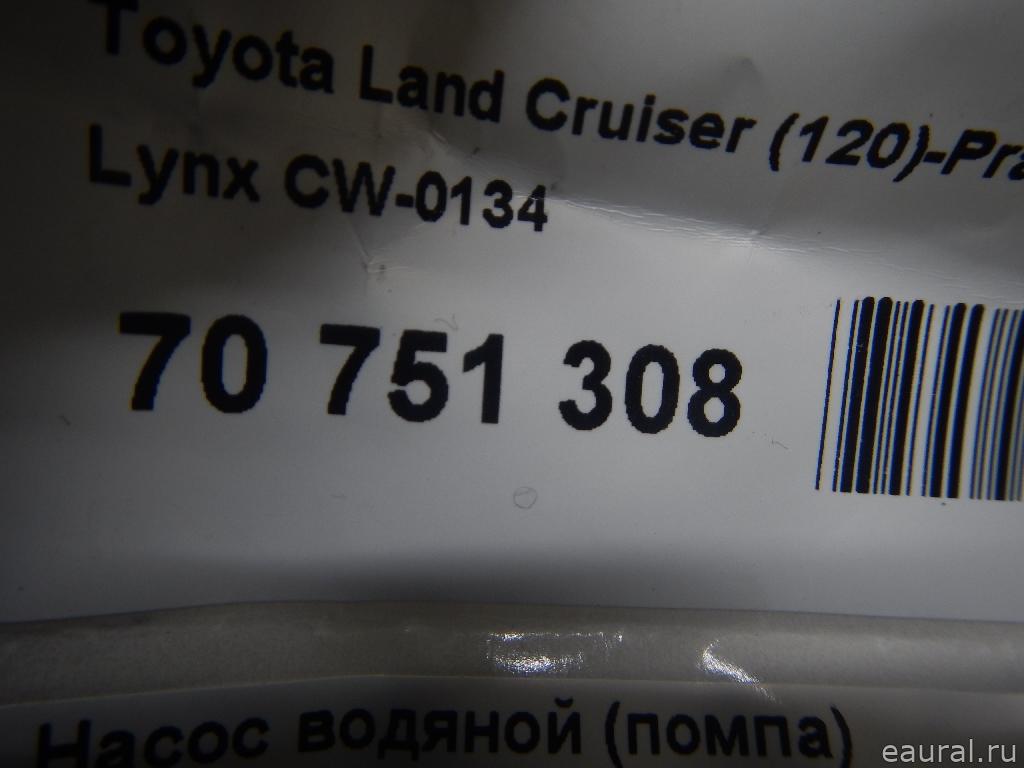 Toyota Land Cruiser (120)-Pra
Lynx CW-0134
70 751 308
Насос водяной (помпа)
eaural.ru